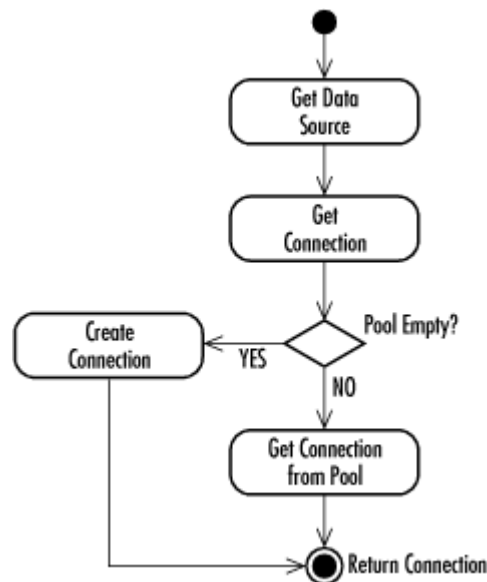 Get Data
Source
Get
Connection
Pool Empty?
Create
Connection
YES
NO
Get Connection
from Pool
Return Connection